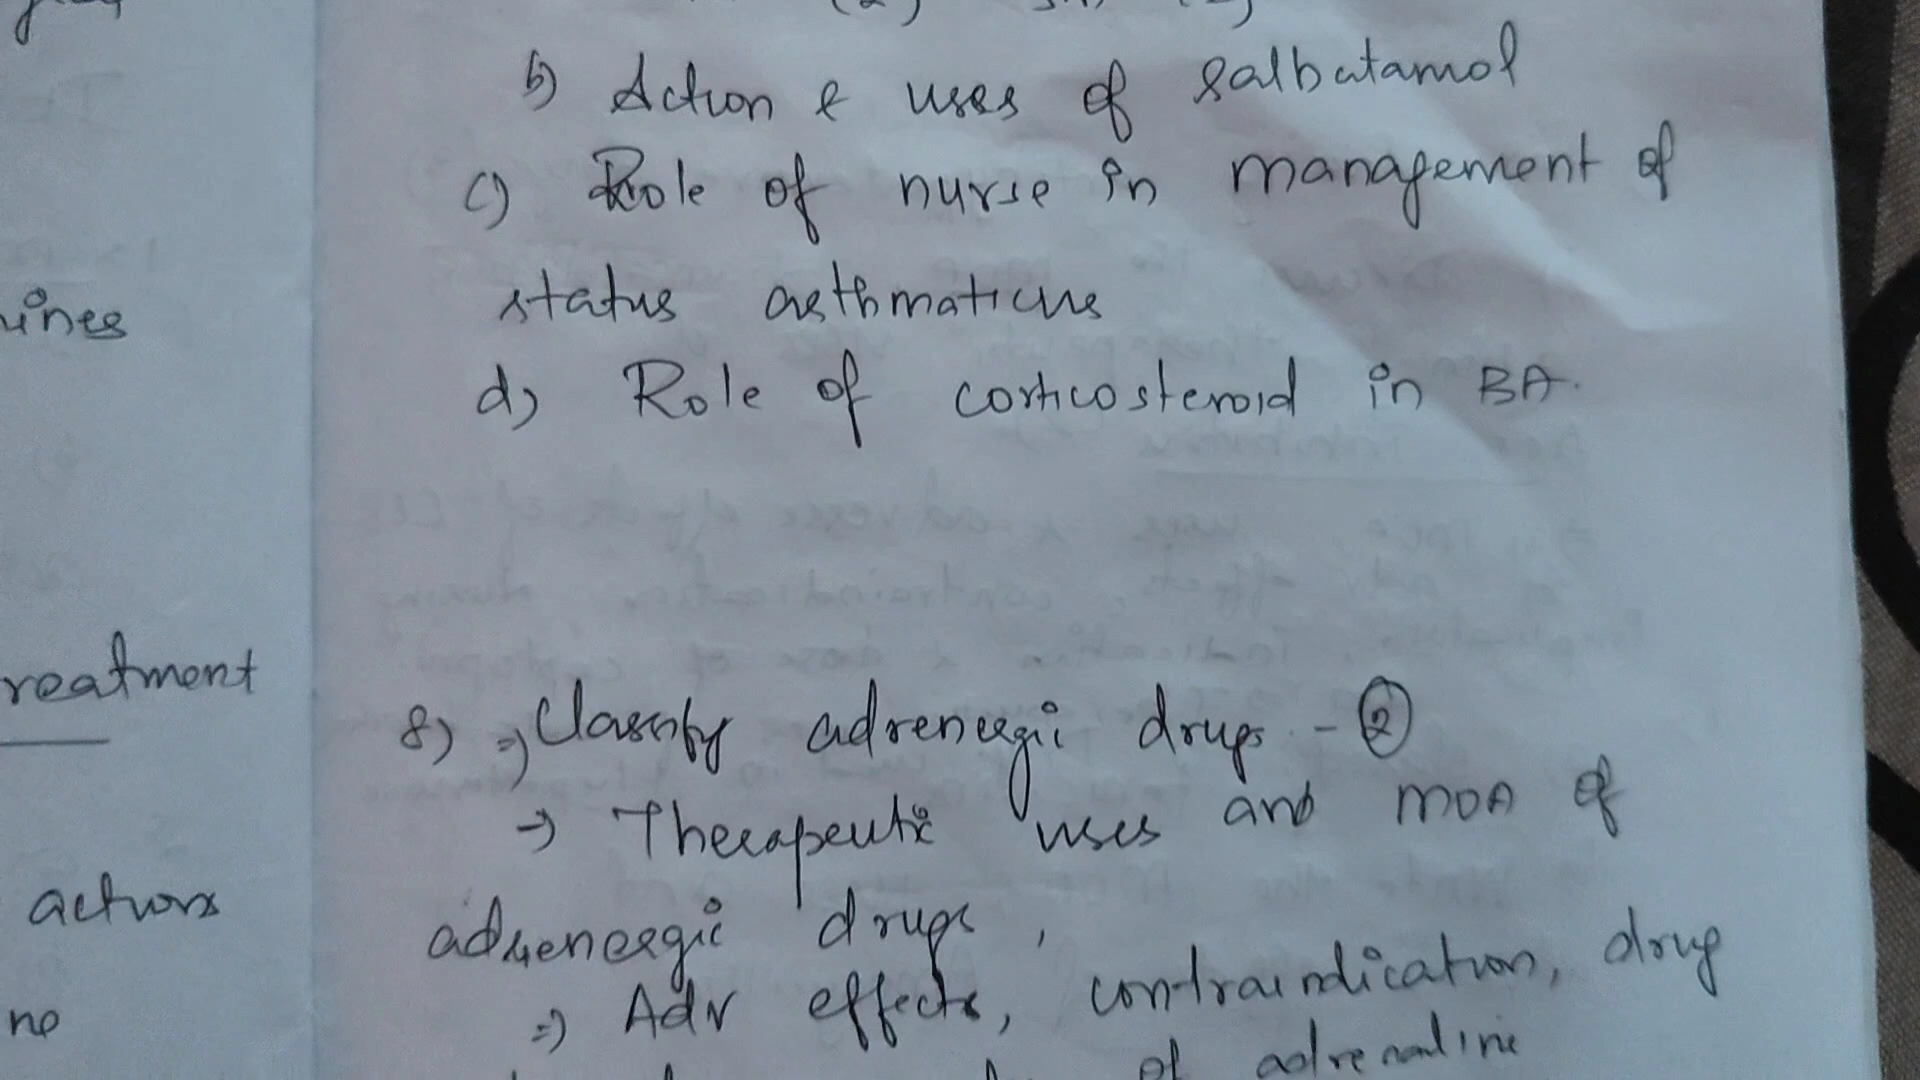 ines
reatment
actions
no
b) Action & uses of salbutamol
c) Role of nurse in management of
status asthmaticus
d) Role of corticosteroid in BA.
8) => Classify adrenergic drugs - 2
=> Therapeutic uses and MOA of
adrenergic drugs,
=> Adv effects, contraindication, drug
of adrenaline